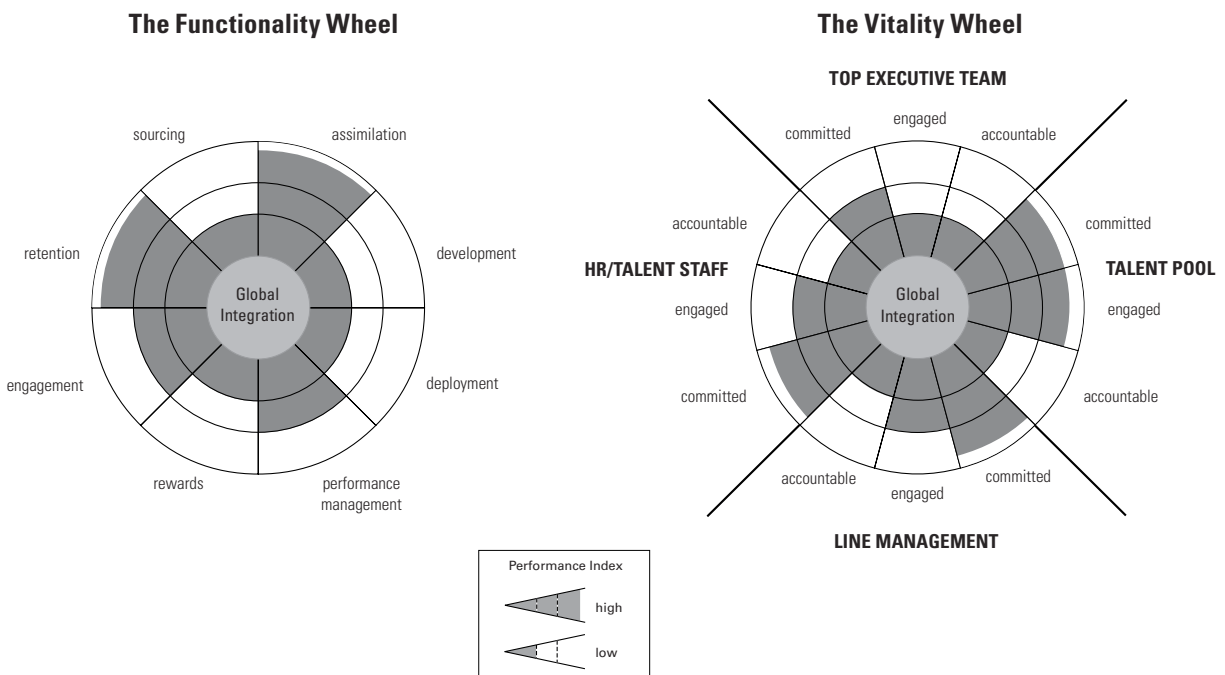 The Functionality Wheel
sourcing
assimilation
retention
development
Global
Integration
engagement
deployment
rewards
performance
management
The Vitality Wheel
TOP EXECUTIVE TEAM
engaged
committed
accountable
accountable
committed
HR/TALENT STAFF
TALENT POOL
Global
Integration
engaged
engaged
committed
accountable
accountable
committed
engaged
LINE MANAGEMENT
Performance Index
high
low